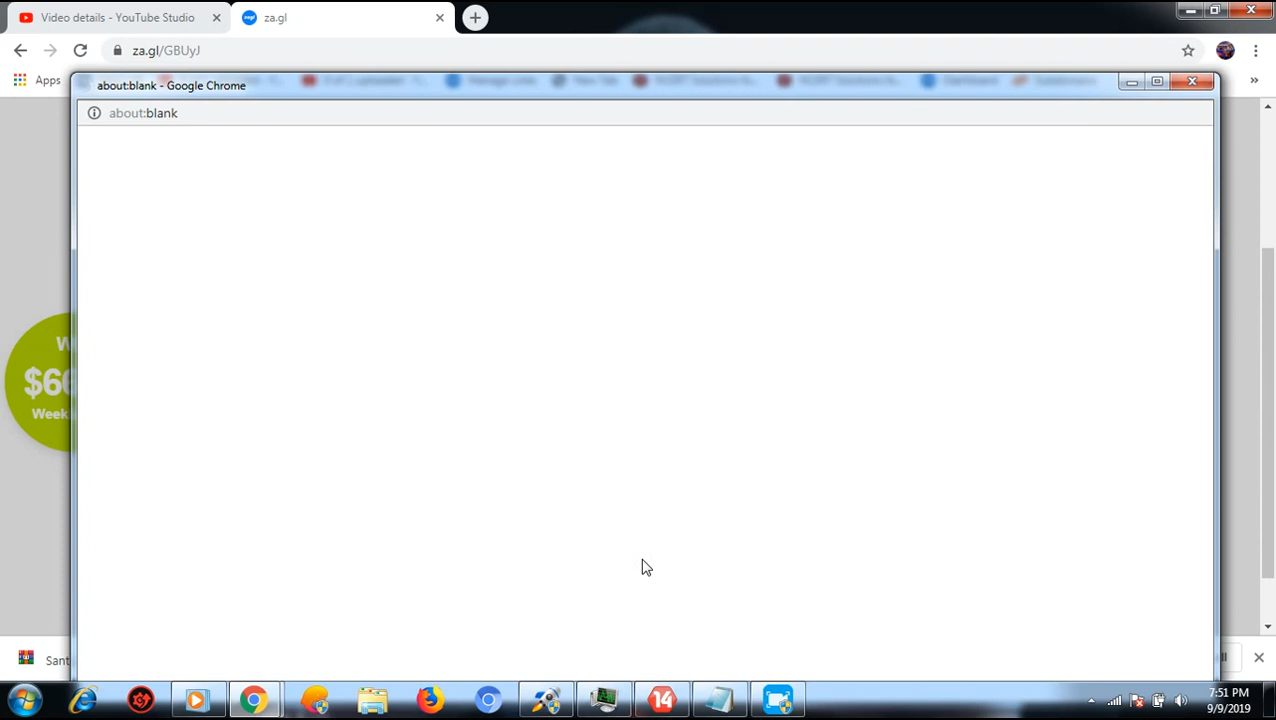 Video details - YouTube Studio
za.gl
za.gl/GBUyJ
Apps
about:blank - Google Chrome
about:blank
W
$66
Week
Sant
14
7:51 PM
9/9/2019